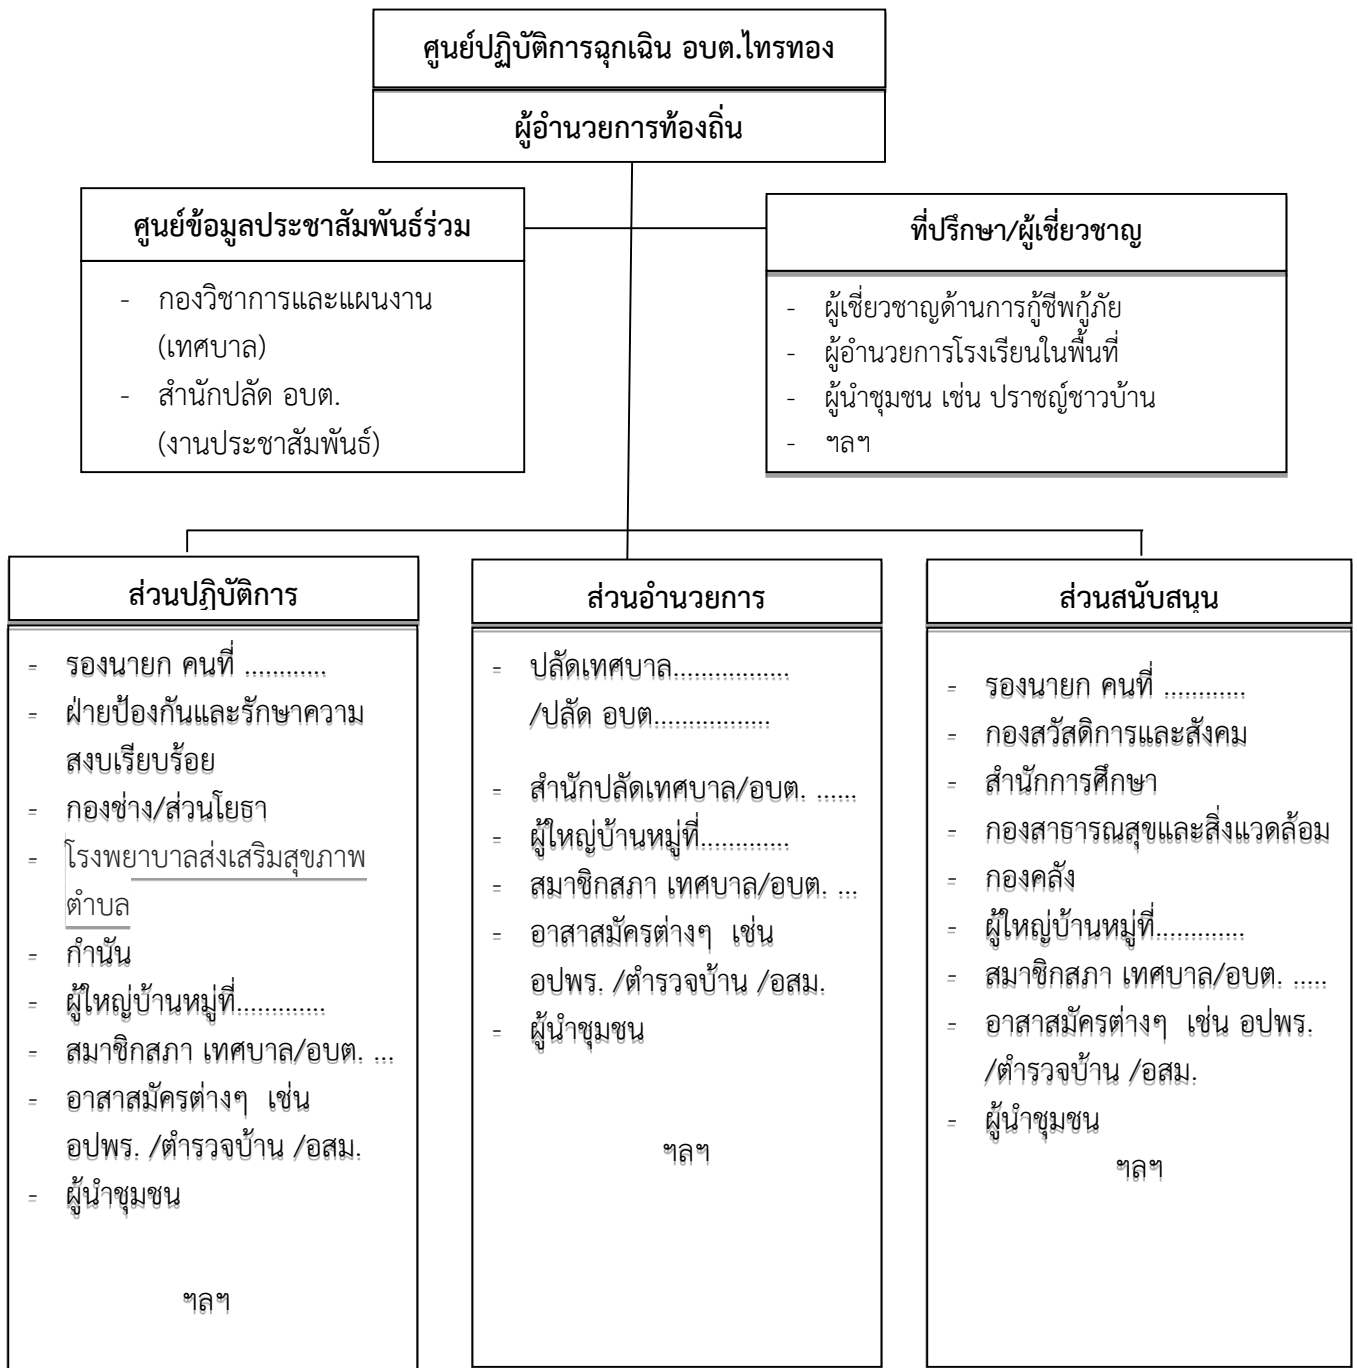 ศูนย์ปฏิบัติการฉุกเฉิน อบต.ไทรทอง
ผู้อำนวยการท้องถิ่น
ศูนย์ข้อมูลประชาสัมพันธ์ร่วม
- กองวิชาการและแผนงาน
(เทศบาล)
- สำนักปลัด อบต.
(งานประชาสัมพันธ์)
ที่ปรึกษา/ผู้เชี่ยวชาญ
- ผู้เชี่ยวชาญด้านการกู้ชีพกู้ภัย
- ผู้อำนวยการโรงเรียนในพื้นที่
- ผู้นำชุมชน เช่น ปราชญ์ชาวบ้าน
- ฯลฯ
ส่วนปฏิบัติการ
- รองนายก คนที่ ............
- ฝ่ายป้องกันและรักษาความ
สงบเรียบร้อย
- กองช่าง/ส่วนโยธา
- โรงพยาบาลส่งเสริมสุขภาพ
ตำบล
- กำนัน
- ผู้ใหญ่บ้านหมู่ที่.............
- สมาชิกสภา เทศบาล/อบต. ...
- อาสาสมัครต่างๆ เช่น
อปพร. /ตำรวจบ้าน /อสม.
- ผู้นำชุมชน
ฯลฯ
ส่วนอำนวยการ
- ปลัดเทศบาล.................
/ปลัด อบต.................
- สำนักปลัดเทศบาล/อบต. ......
- ผู้ใหญ่บ้านหมู่ที่.............
- สมาชิกสภา เทศบาล/อบต. ...
- อาสาสมัครต่างๆ เช่น
อปพร. /ตำรวจบ้าน /อสม.
- ผู้นำชุมชน
ฯลฯ
ส่วนสนับสนุน
- รองนายก คนที่ ............
- กองสวัสดิการและสังคม
- สำนักการศึกษา
- กองสาธารณสุขและสิ่งแวดล้อม
- กองคลัง
- ผู้ใหญ่บ้านหมู่ที่.............
- สมาชิกสภา เทศบาล/อบต. .....
- อาสาสมัครต่างๆ เช่น อปพร.
/ตำรวจบ้าน /อสม.
- ผู้นำชุมชน
ฯลฯ